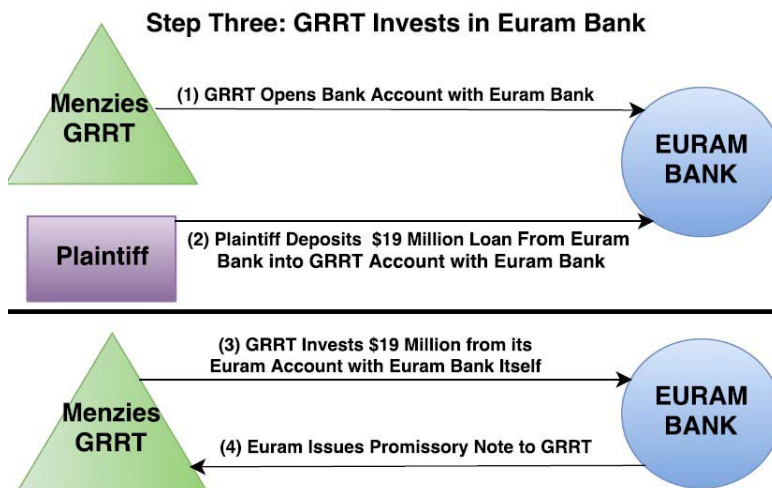 Step Three: GRRT Invests in Euram Bank
Menzies
GRRT
(1) GRRT Opens Bank Account with Euram Bank
EURAM
BANK
Plaintiff
(2) Plaintiff Deposits $19 Million Loan From Euram
Bank into GRRT Account with Euram Bank
(3) GRRT Invests $19 Million from its
Euram Account with Euram Bank Itself
Menzies
GRRT
EURAM
BANK
(4) Euram Issues Promissory Note to GRRT